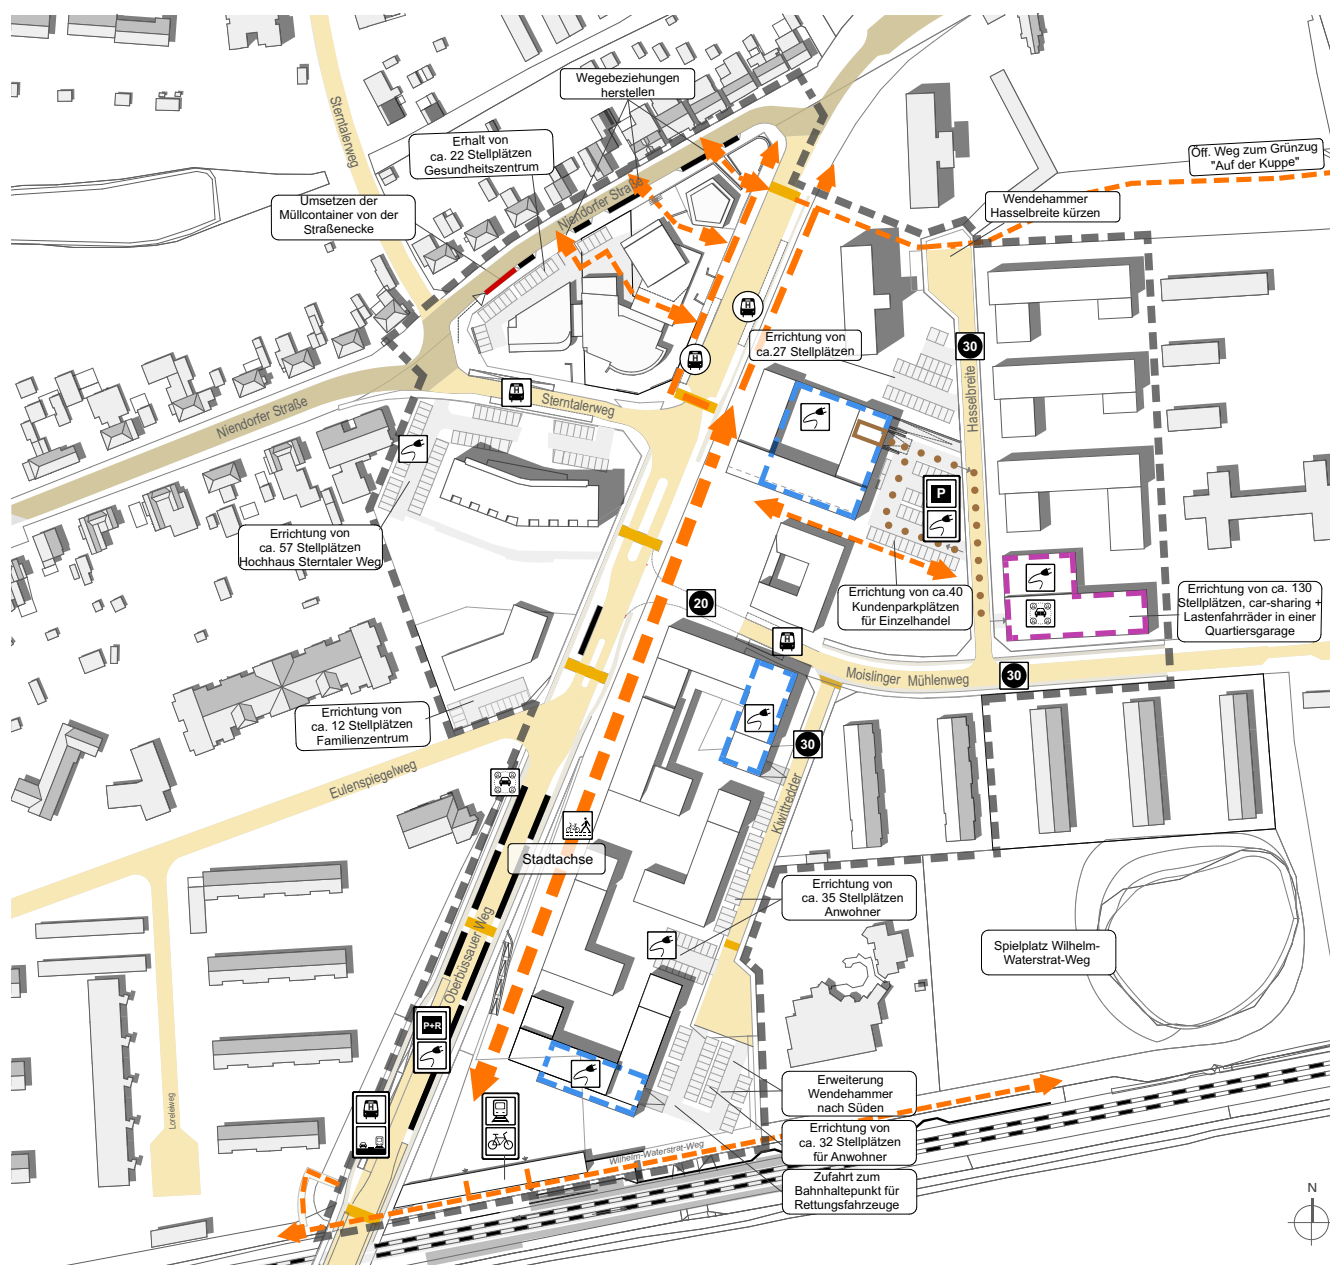 Wegebeziehungen
herstellen
Sterntalerweg
Erhalt von
ca. 22 Stellplätzen
Gesundheitszentrum
Öff. Weg zum Grünzug
"Auf der Kuppe"
Umsetzen der
Müllcontainer von der
Straßenecke
Niendorfer Straße
Wendehammer
Hasselbreite kürzen
H
H
Errichtung von
ca.27 Stellplätzen
30
Hasselbreite
H
Sterntalerweg
Niendorfer Straße
P
Errichtung von
ca. 57 Stellplätzen
Hochhaus Sterntaler Weg
Errichtung von ca.40
Kundenparkplätzen
für Einzelhandel
Errichtung von ca. 130
Stellplätzen, car-sharing +
Lastenfahrräder in einer
Quartiersgarage
20
H
Moislinger Mühlenweg
30
Errichtung von
ca. 12 Stellplätzen
Familienzentrum
30
Eulenspiegelweg
Kiwittredder
Stadtachse
Errichtung von
ca. 35 Stellplätzen
Anwohner
Oberbüssauer Weg
Spielplatz Wilhelm-
Waterstrat-Weg
P+R
Loreleiweg
H
Erweiterung
Wendehammer
nach Süden
Errichtung von
ca. 32 Stellplätzen
für Anwohner
Wilhelm-Waterstrat-Weg
Zufahrt zum
Bahnhaltepunkt für
Rettungsfahrzeuge
N